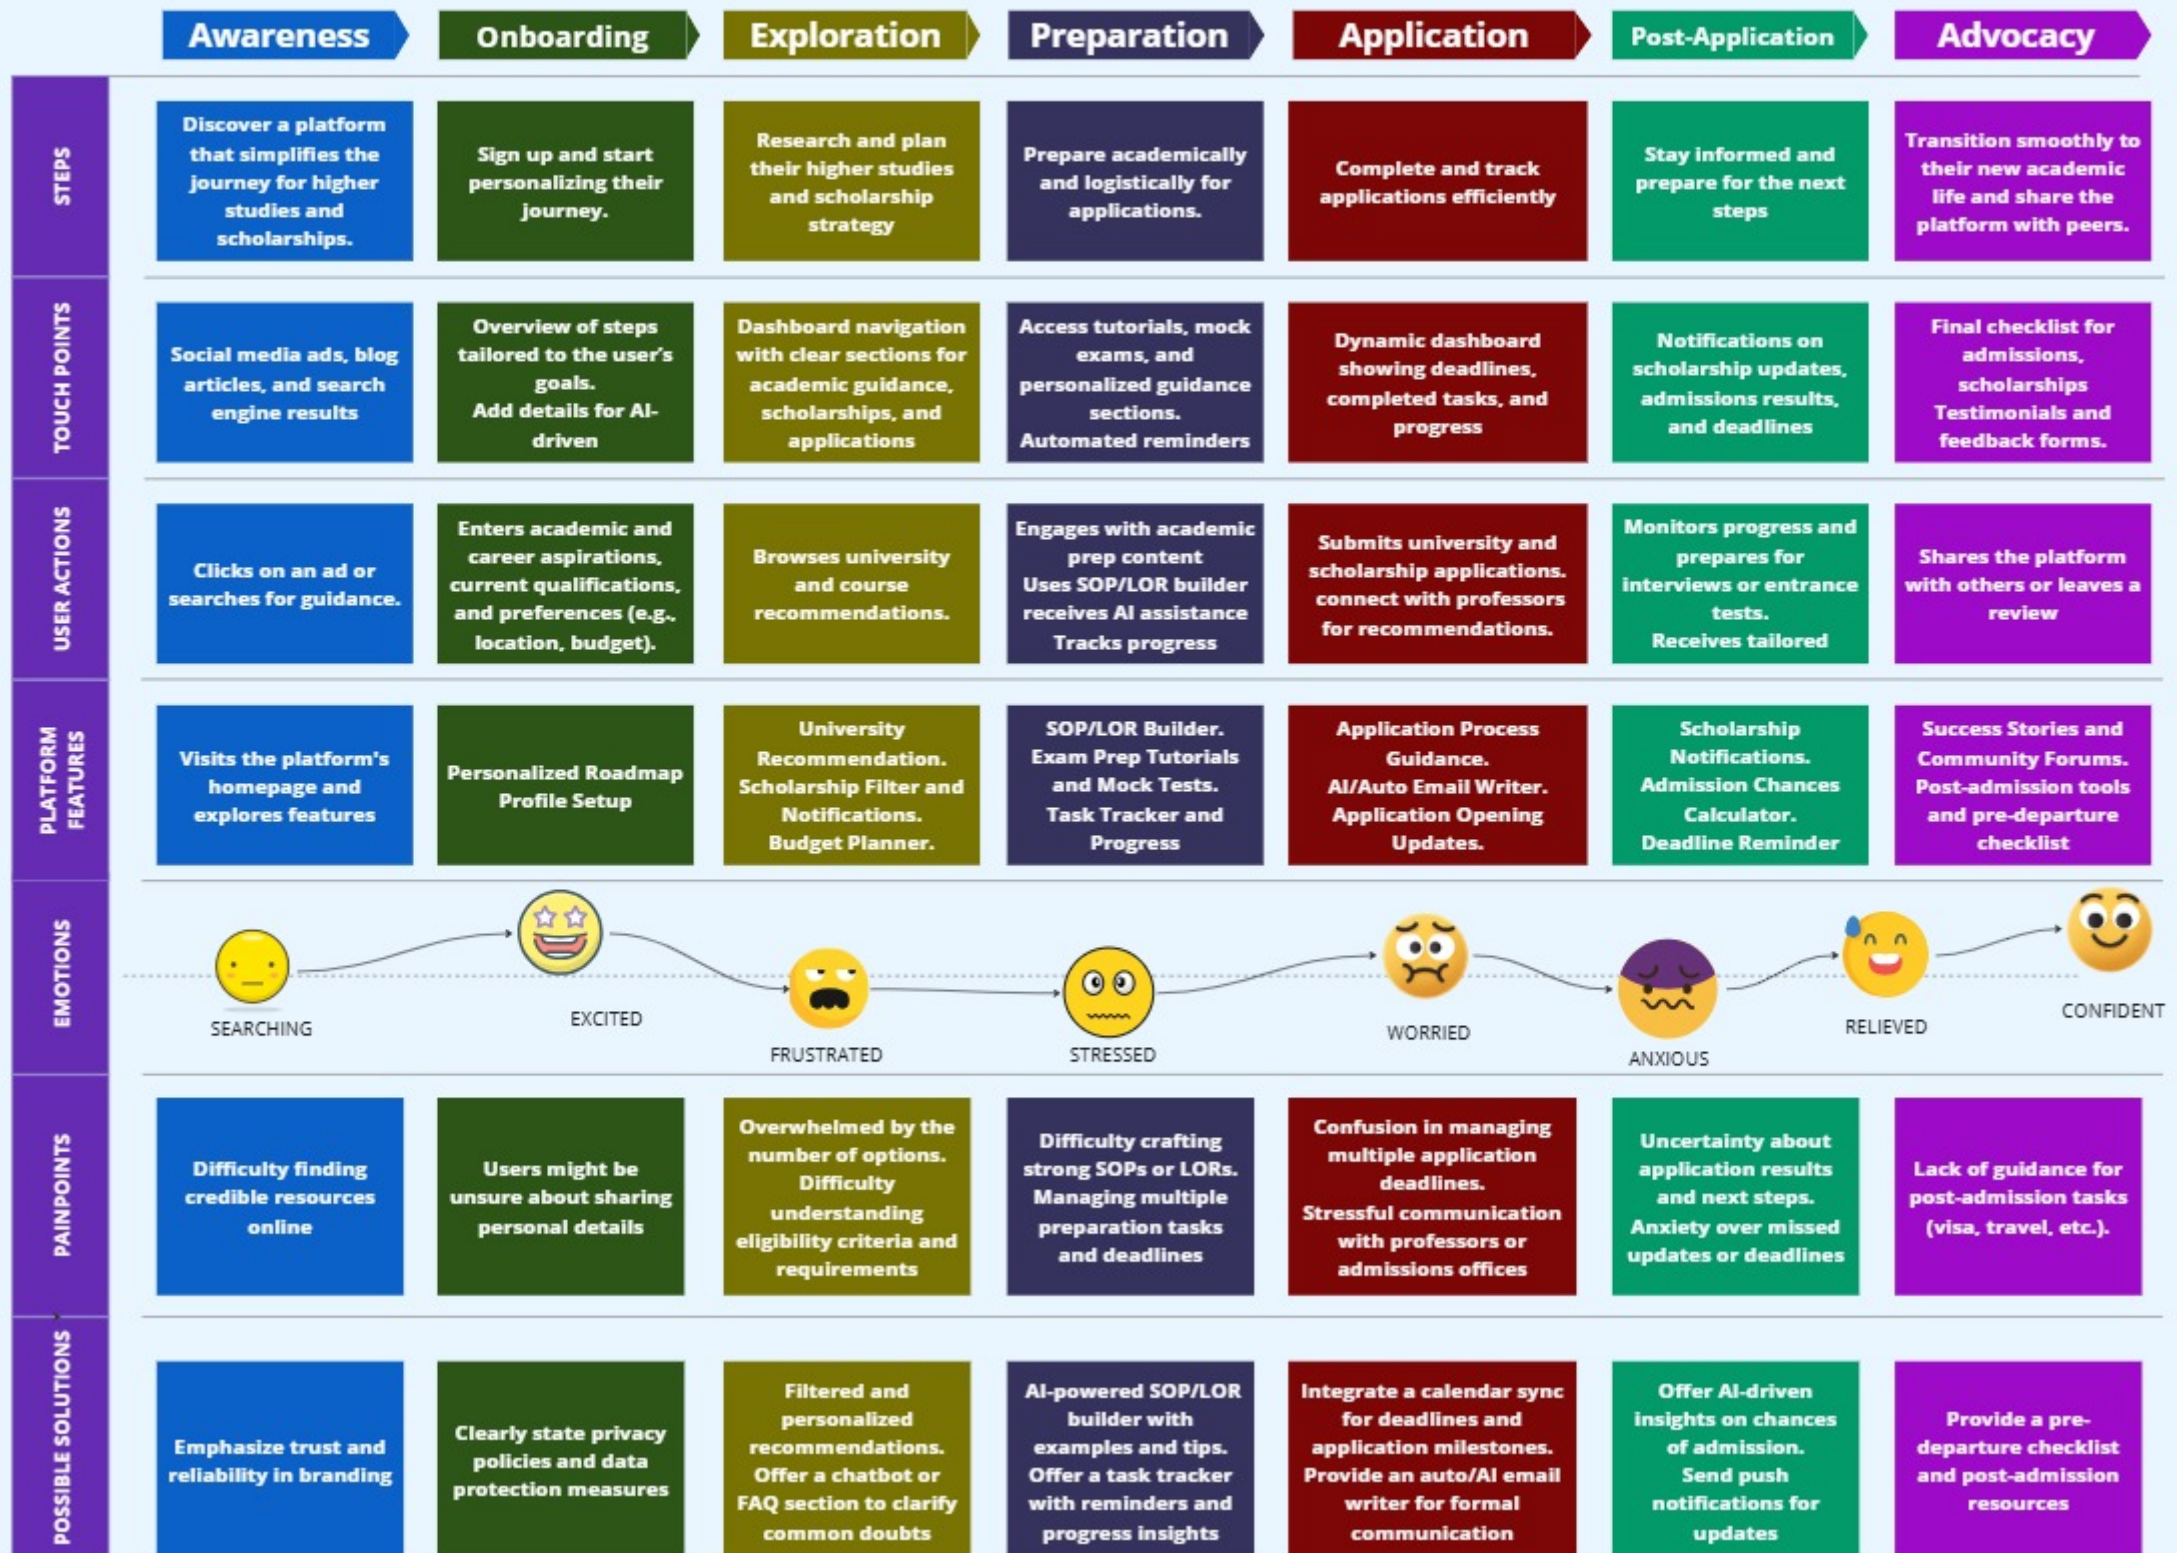 Awareness
Onboarding
Exploration
Preparation
Application
Post-Application
Advocacy
STEPS
Discover a platform
that simplifies the
journey for higher
studies and
scholarships.
Sign up and start
personalizing their
journey.
Research and plan
their higher studies
and scholarship
strategy
Prepare academically
and logistically for
applications.
Complete and track
applications efficiently
Stay informed and
prepare for the next
steps
Transition smoothly to
their new academic
life and share the
platform with peers.
TOUCH POINTS
Social media ads, blog
articles, and search
engine results
Overview of steps
tailored to the user's
goals.
Add details for AI-
driven
Dashboard navigation
with clear sections for
academic guidance,
scholarships, and
applications
Access tutorials, mock
exams, and
personalized guidance
sections.
Automated reminders
Dynamic dashboard
showing deadlines,
completed tasks, and
progress
Notifications on
scholarship updates,
admissions results,
and deadlines
Final checklist for
admissions,
scholarships
Testimonials and
feedback forms.
USER ACTIONS
Clicks on an ad or
searches for guidance.
Enters academic and
career aspirations,
current qualifications,
and preferences (e.g.,
location, budget).
Browses university
and course
recommendations.
Engages with academic
prep content
Uses SOP/LOR builder
receives AI assistance
Tracks progress
Submits university and
scholarship applications.
connect with professors
for recommendations.
Monitors progress and
prepares for
interviews or entrance
tests.
Receives tailored
Shares the platform
with others or leaves a
review
PLATFORM
FEATURES
Visits the platform's
homepage and
explores features
Personalized Roadmap
Profile Setup
University
Recommendation.
Scholarship Filter and
Notifications.
Budget Planner.
SOP/LOR Builder.
Exam Prep Tutorials
and Mock Tests.
Task Tracker and
Progress
Application Process
Guidance.
AI/Auto Email Writer.
Application Opening
Updates.
Scholarship
Notifications.
Admission Chances
Calculator.
Deadline Reminder
Success Stories and
Community Forums.
Post-admission tools
and pre-departure
checklist
EMOTIONS
SEARCHING
EXCITED
FRUSTRATED
STRESSED
WORRIED
ANXIOUS
RELIEVED
CONFIDENT
PAINPOINTS
Difficulty finding
credible resources
online
Users might be
unsure about sharing
personal details
Overwhelmed by the
number of options.
Difficulty
understanding
eligibility criteria and
requirements
Difficulty crafting
strong SOPs or LORs.
Managing multiple
preparation tasks
and deadlines
Confusion in managing
multiple application
deadlines.
Stressful communication
with professors or
admissions offices
Uncertainty about
application results
and next steps.
Anxiety over missed
updates or deadlines
Lack of guidance for
post-admission tasks
(visa, travel, etc.).
POSSIBLE SOLUTIONS
Emphasize trust and
reliability in branding
Clearly state privacy
policies and data
protection measures
Filtered and
personalized
recommendations.
Offer a chatbot or
FAQ section to clarify
common doubts
AI-powered SOP/LOR
builder with
examples and tips.
Offer a task tracker
with reminders and
progress insights
Integrate a calendar sync
for deadlines and
application milestones.
Provide an auto/AI email
writer for formal
communication
Offer AI-driven
insights on chances
of admission.
Send push
notifications for
updates
Provide a pre-
departure checklist
and post-admission
resources